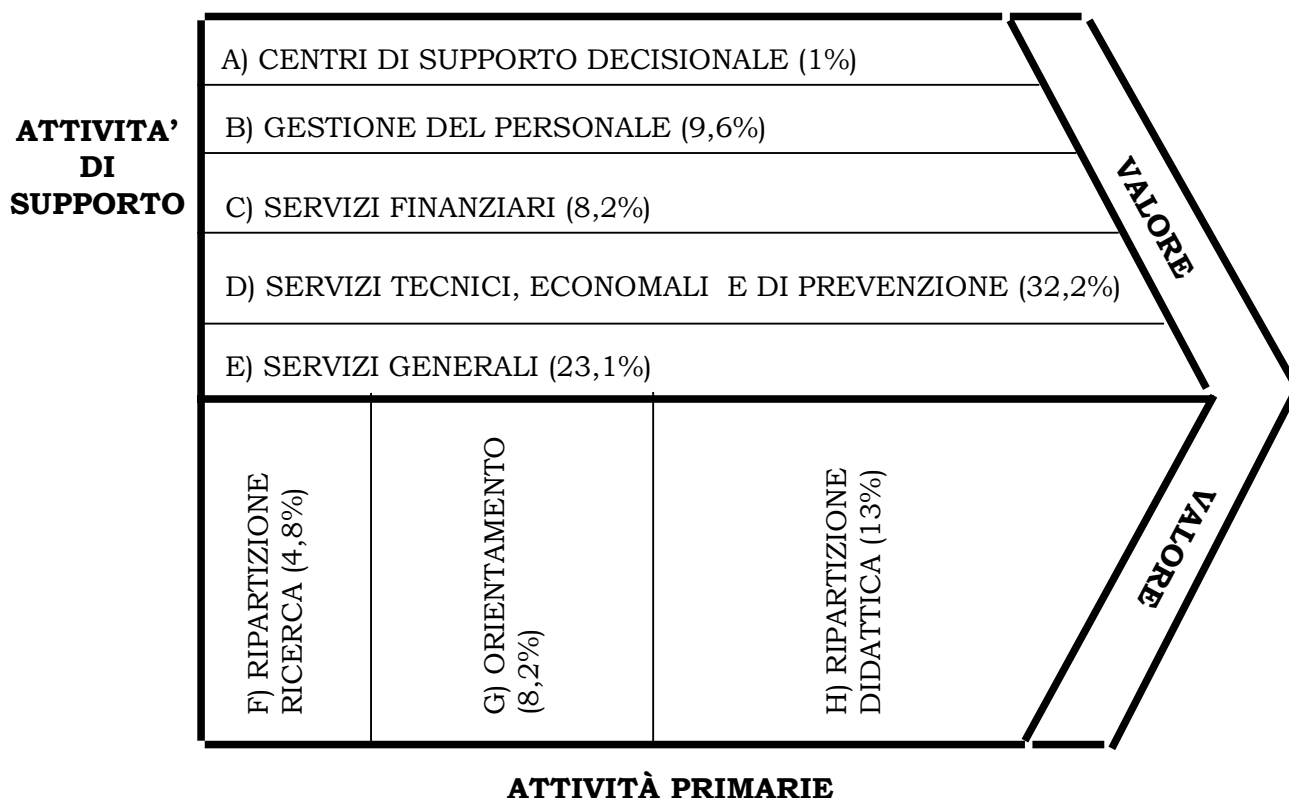 ATTIVITA’
DI
SUPPORTO
A) CENTRI DI SUPPORTO DECISIONALE (1%)
B) GESTIONE DEL PERSONALE (9,6%)
C) SERVIZI FINANZIARI (8,2%)
D) SERVIZI TECNICI, ECONOMALI E DI PREVENZIONE (32,2%)
E) SERVIZI GENERALI (23,1%)
VALORE
F) RIPARTIZIONE
RICERCA (4,8%)
G) ORIENTAMENTO
(8,2%)
H) RIPARTIZIONE
DIDATTICA (13%)
VALORE
ATTIVITÀ PRIMARIE